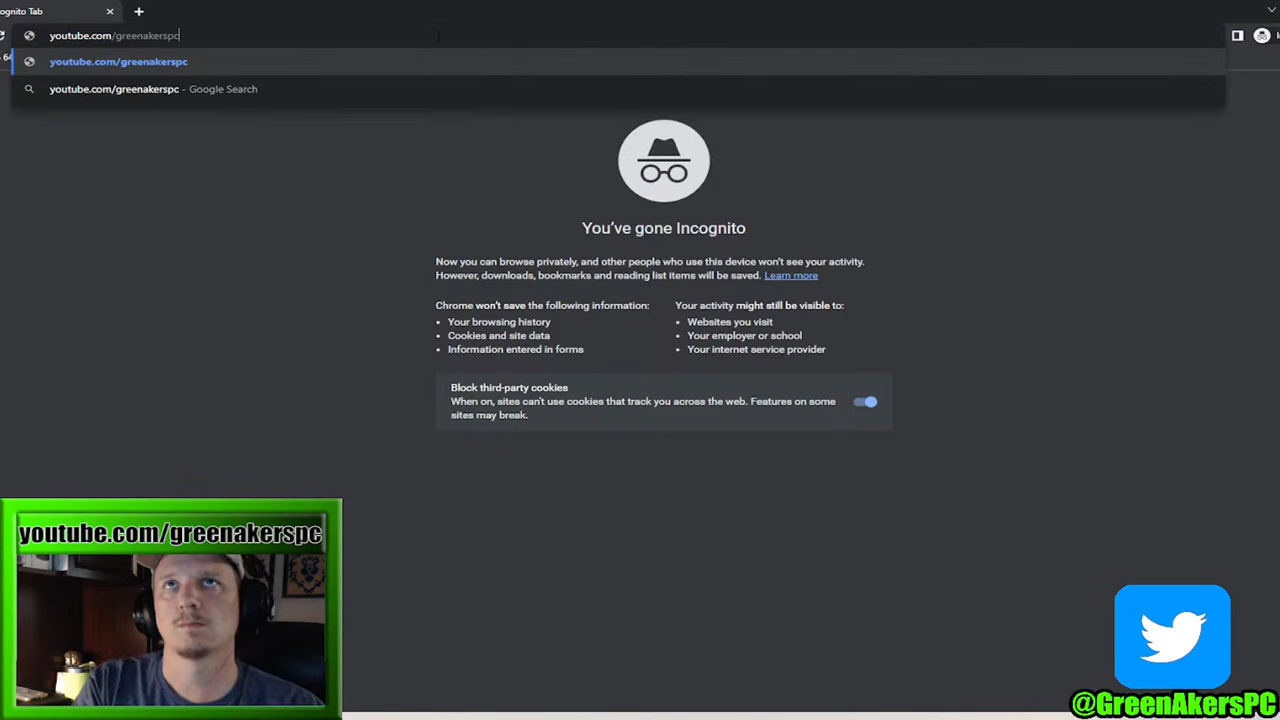 ognito Tab
youtube.com/greenakerspc
64
youtube.com/greenakerspc
youtube.com/greenakerspc - Google Search
You've gone Incognito
Now you can browse privately, and other people who use this device won't see your activity.
However, downloads, bookmarks and reading list items will be saved. Learn more
Chrome won't save the following information:
• Your browsing history
• Cookies and site data
• Information entered in forms
Your activity might still be visible to:
• Websites you visit
• Your employer or school
• Your internet service provider
Block third-party cookies
When on, sites can't use cookies that track you across the web. Features on some
sites may break.
youtube.com/greenakerspc
@GreenAkersPC